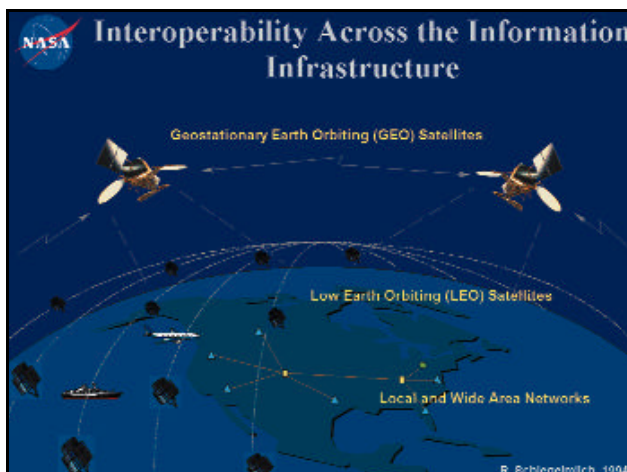 NASA
Interoperability Across the Information
Infrastructure
Geostationary Earth Orbiting (GEO) Satellites
Low Earth Orbiting (LEO) Satellites
Local and Wide Area Networks
R.